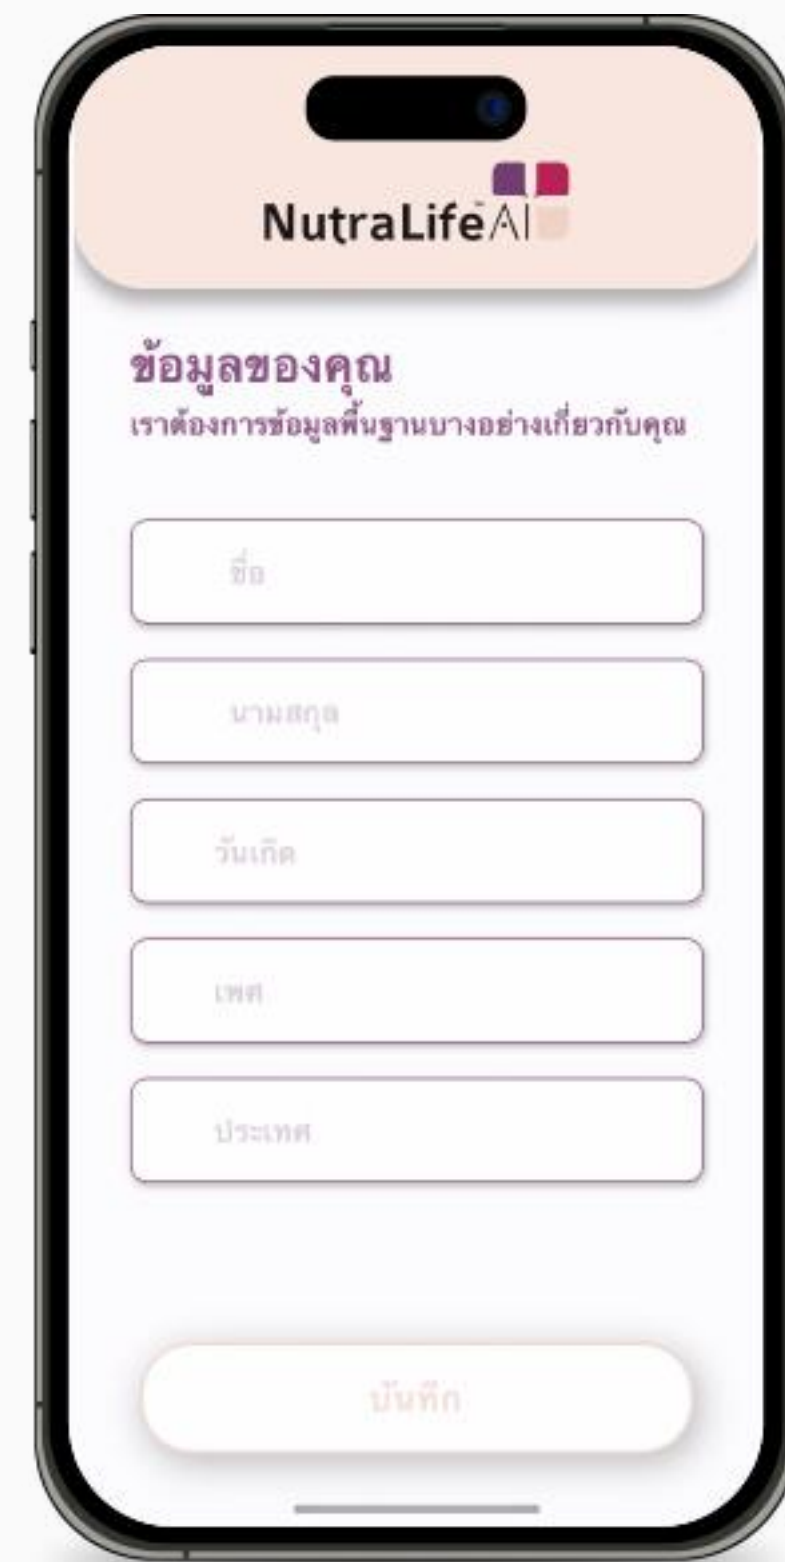 NutraLife™AI
ข้อมูลของคุณ
เราต้องการข้อมูลพื้นฐานบางอย่างเกี่ยวกับคุณ
ชื่อ
นามสกุล
วันเกิด
เพศ
ประเทศ
บันทึก